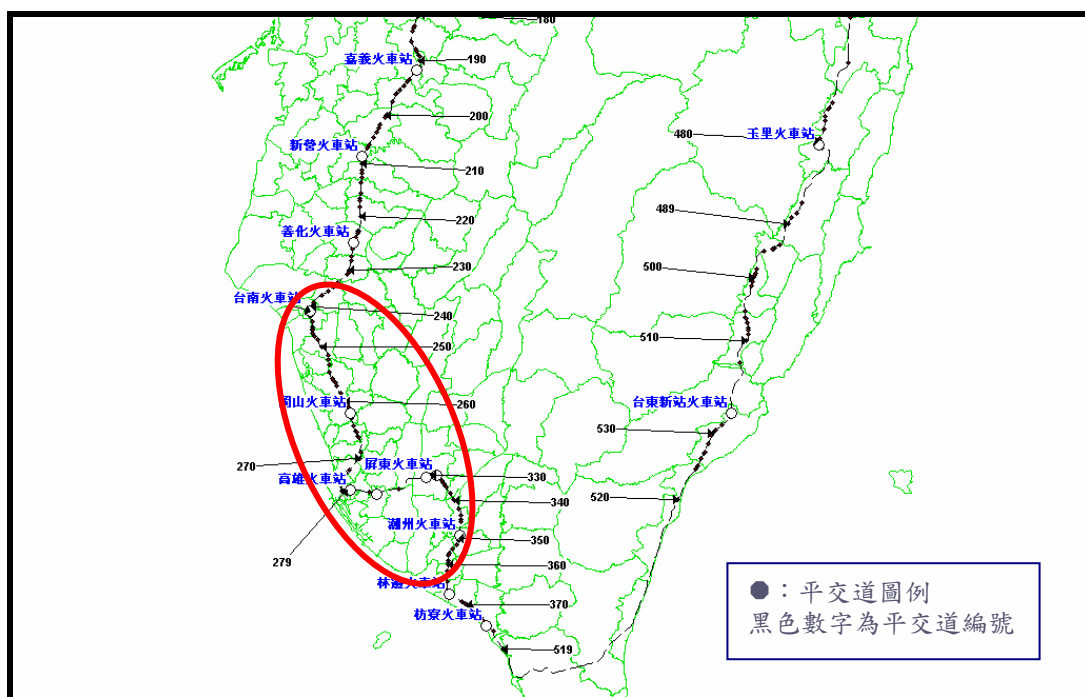 180
嘉義火車站
190
200
480
玉里火車站
新營火車站
210
489
220
善化火車站
230
500
台南火車站
240
510
250
岡山火車站
260
台東新站火車站
530
270
屏東火車站
330
高雄火車站
520
340
潮州火車站
350
279
360
林邊火車站
370
枋寮火車站
519
●：平交道圖例
黑色數字為平交道編號